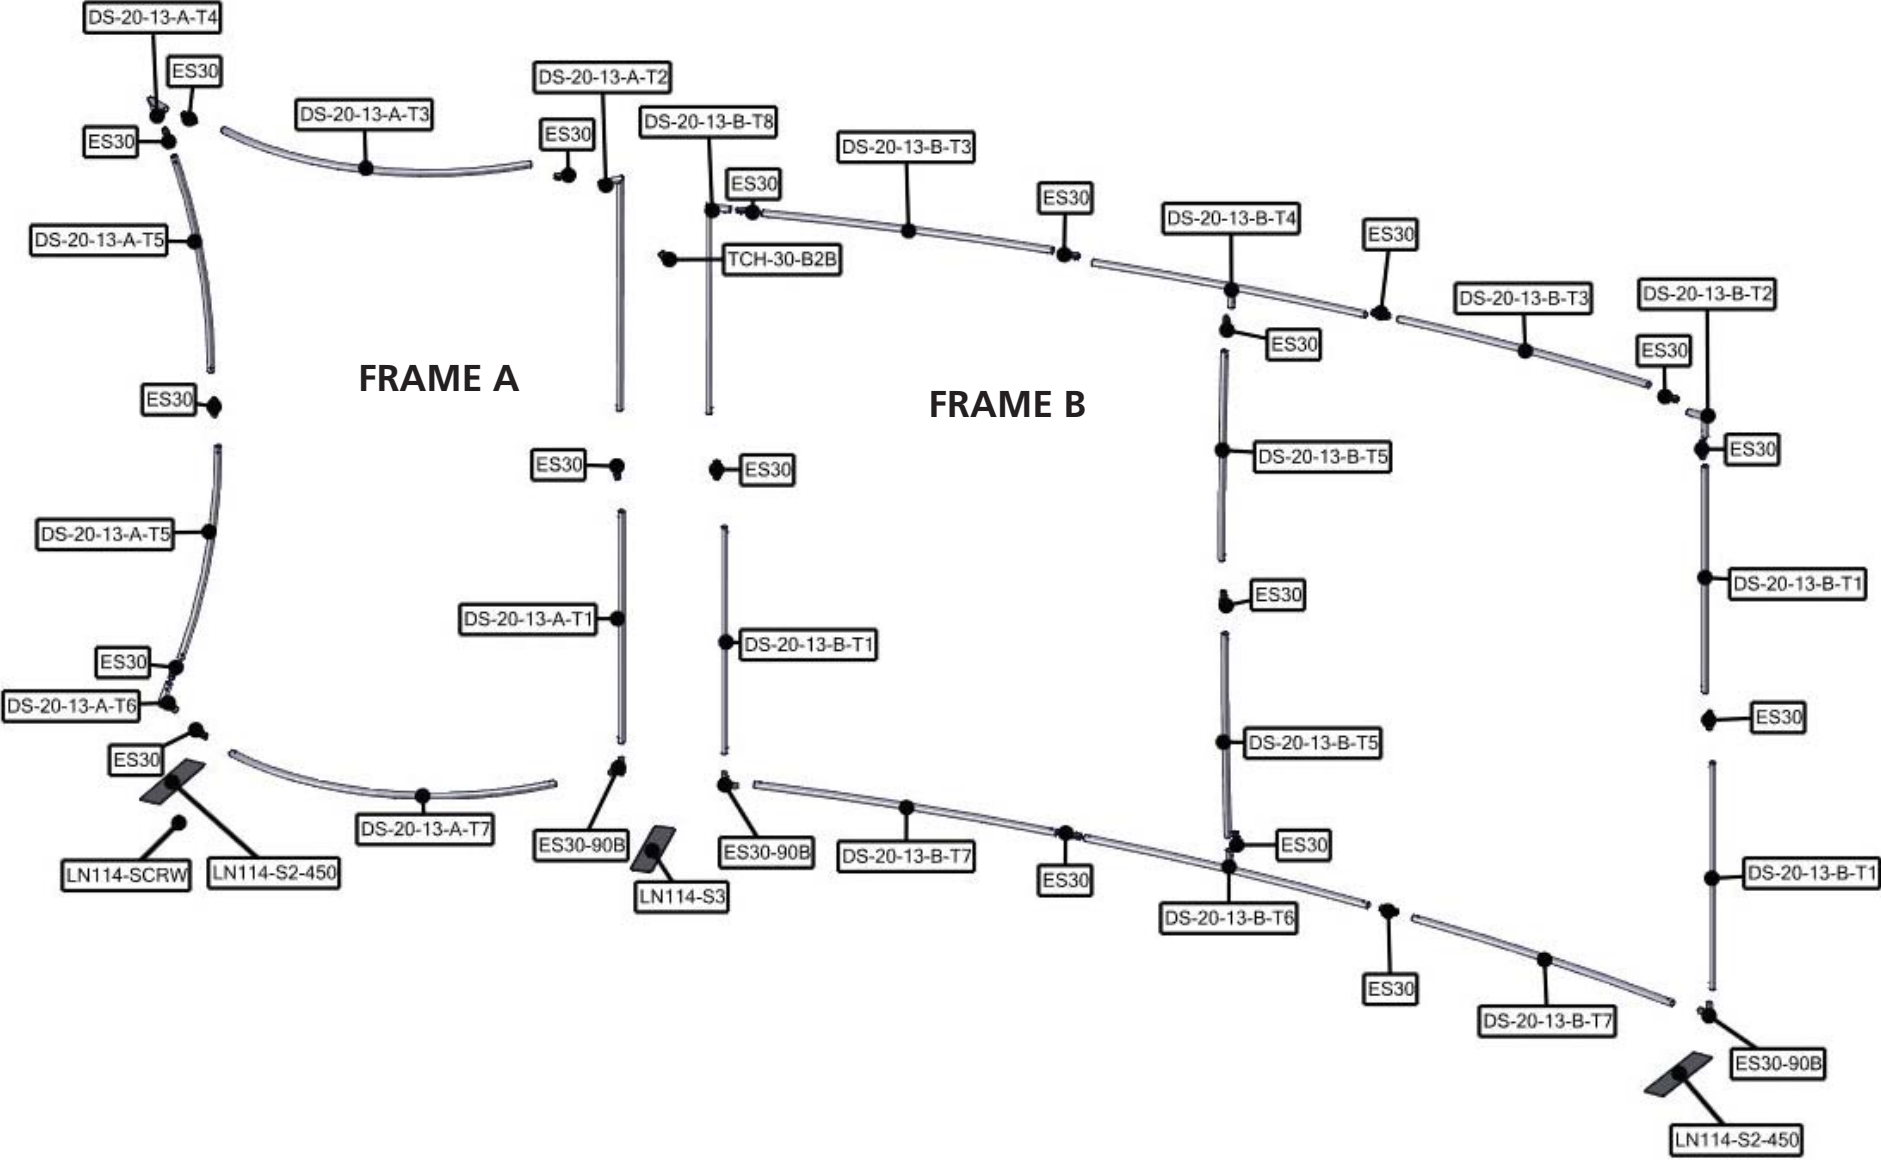 DS-20-13-A-T4
ES30
DS-20-13-A-T2
DS-20-13-A-T3
DS-20-13-B-T8
ES30
ES30
DS-20-13-B-T3
ES30
ES30
DS-20-13-B-T4
ES30
DS-20-13-A-T5
TCH-30-B2B
DS-20-13-B-T3
DS-20-13-B-T2
ES30
ES30
FRAME A
FRAME B
ES30
ES30
DS-20-13-B-T5
ES30
ES30
DS-20-13-A-T5
DS-20-13-B-T1
ES30
DS-20-13-A-T1
DS-20-13-B-T1
ES30
DS-20-13-A-T6
ES30
DS-20-13-B-T5
ES30
DS-20-13-A-T7
ES30-90B
ES30-90B
DS-20-13-B-T7
ES30
LN114-SCRW
LN114-S2-450
ES30
DS-20-13-B-T1
LN114-S3
DS-20-13-B-T6
ES30
DS-20-13-B-T7
ES30-90B
LN114-S2-450